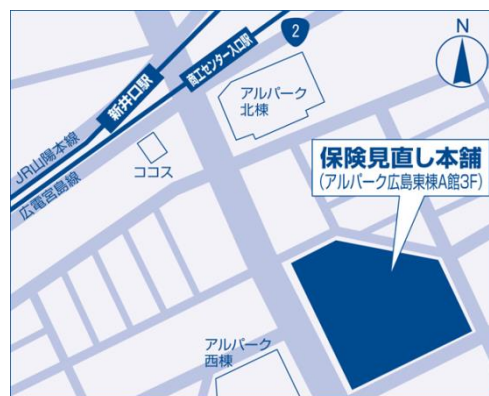 N
2
商工センター入口駅
新井口駅
アルパーク
北棟
JR山陽本線
ココス
広電宮島線
保険見直し本舗
(アルパーク広島東棟A館3F)
アルパーク
西棟